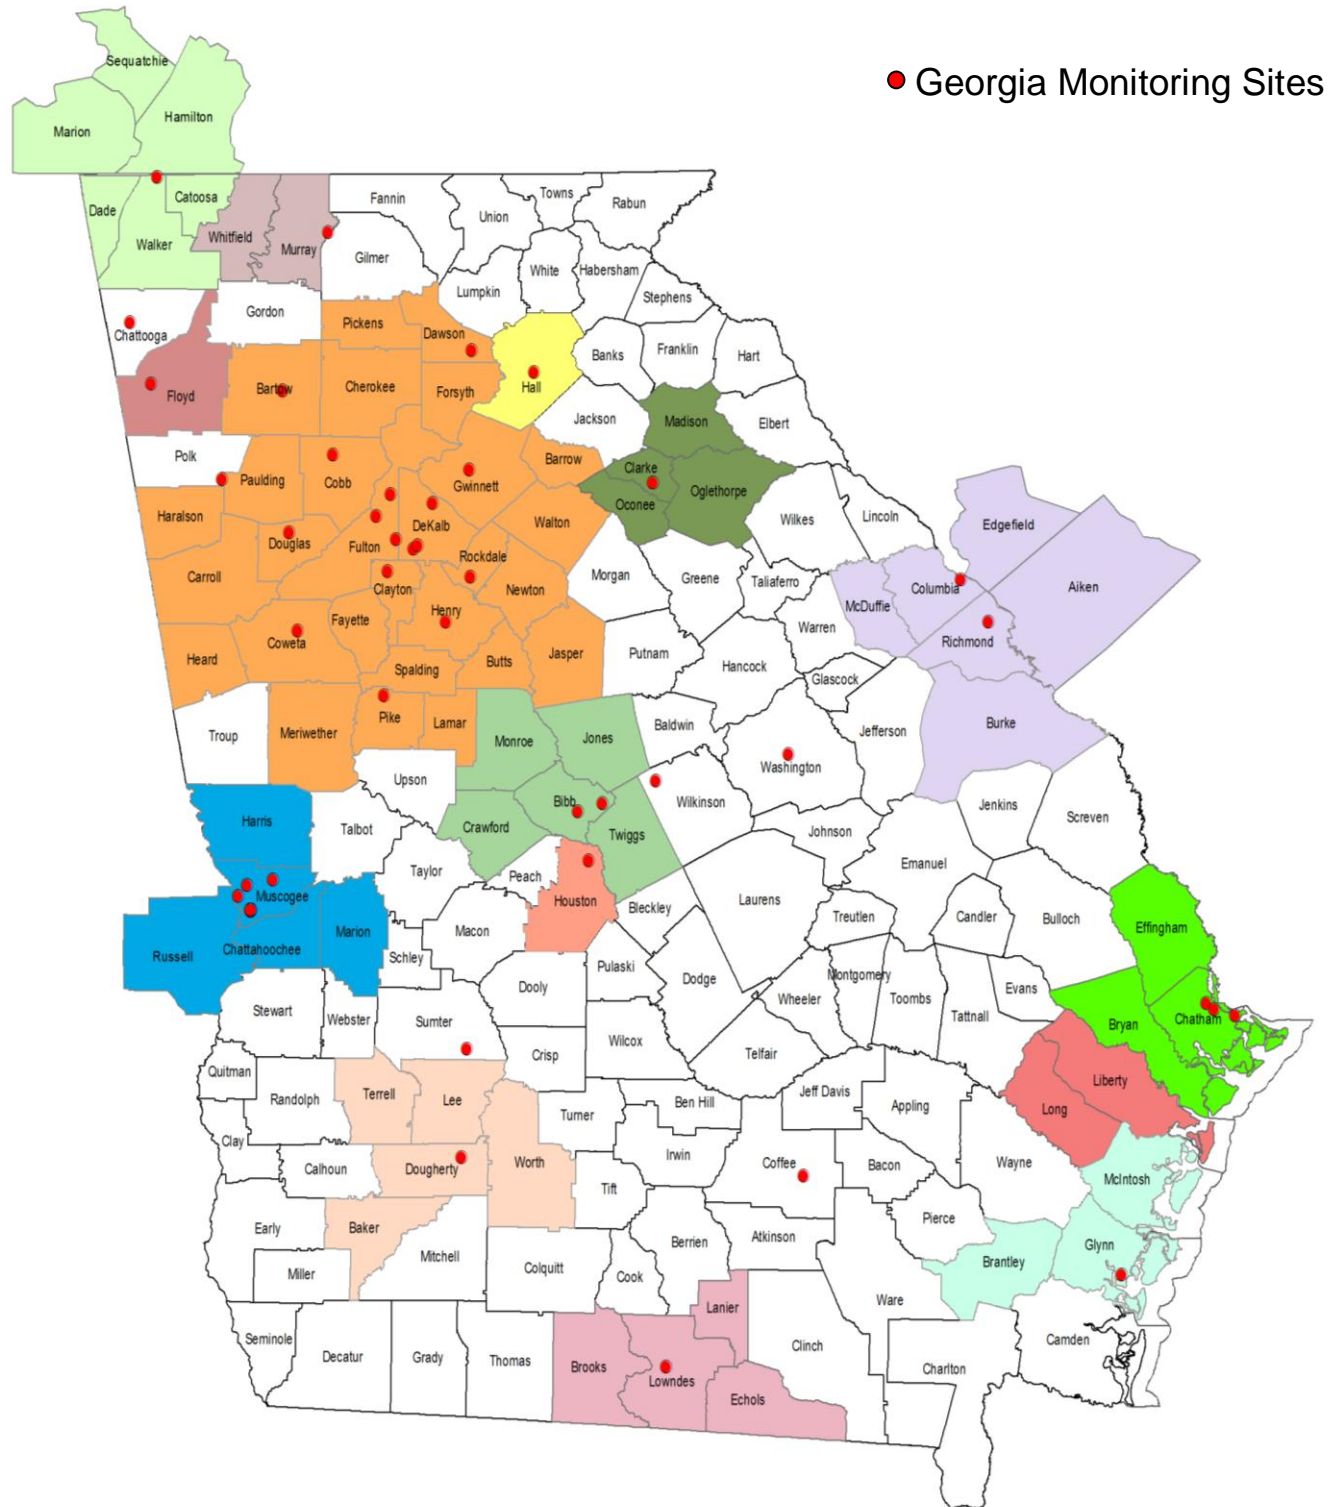 Sequatchie
Georgia Monitoring Sites
Hamilton
Marion
Fannin
Towns
Catoosa
Rabun
Dade
Union
Whitfield
Walker
Murray
Gilmer
White
Habersham
Lumpkin
Stephens
Gordon
Pickens
Dawson
Chattooga
Franklin
Banks
Hart
Cherokee
Hall
Bartow
Forsyth
Floyd
Jackson
Madison
Elbert
Polk
Barrow
Clarke
Paulding
Cobb
Gwinnett
Oglethorpe
Oconee
Haralson
Lincoln
Wilkes
Walton
Edgefield
DeKalb
Douglas
Fulton
Rockdale
Carroll
Morgan
Greene
Taliaferro
Clayton
Newton
Columbia
Aiken
McDuffie
Henry
Fayette
Warren
Coweta
Richmond
Putnam
Jasper
Heard
Butts
Hancock
Spalding
Glascock
Pike
Lamar
Baldwin
Burke
Jefferson
Meriwether
Troup
Jones
Monroe
Washington
Upson
Wilkinson
Bibb
Jenkins
Screven
Harris
Crawford
Talbot
Johnson
Twiggs
Emanuel
Taylor
Peach
Muscogee
Laurens
Houston
Bleckley
Treutlen
Candler
Bulloch
Effingham
Marion
Macon
Chattahoochee
Russell
Schley
Pulaski
Montgomery
Dodge
Dooly
Evans
Wheeler
Toombs
Stewart
Webster
Sumter
Tattnall
Chatham
Bryan
Wilcox
Crisp
Telfair
Quitman
Liberty
Terrell
Jeff Davis
Randolph
Lee
Ben Hill
Appling
Long
Turner
Clay
Irwin
Worth
Coffee
Bacon
Wayne
Calhoun
Dougherty
McIntosh
Tift
Pierce
Early
Baker
Atkinson
Berrien
Glynn
Mitchell
Brantley
Colquitt
Miller
Cook
Ware
Lanier
Seminole
Camden
Clinch
Decatur
Grady
Thomas
Brooks
Charlton
Lowndes
Echols